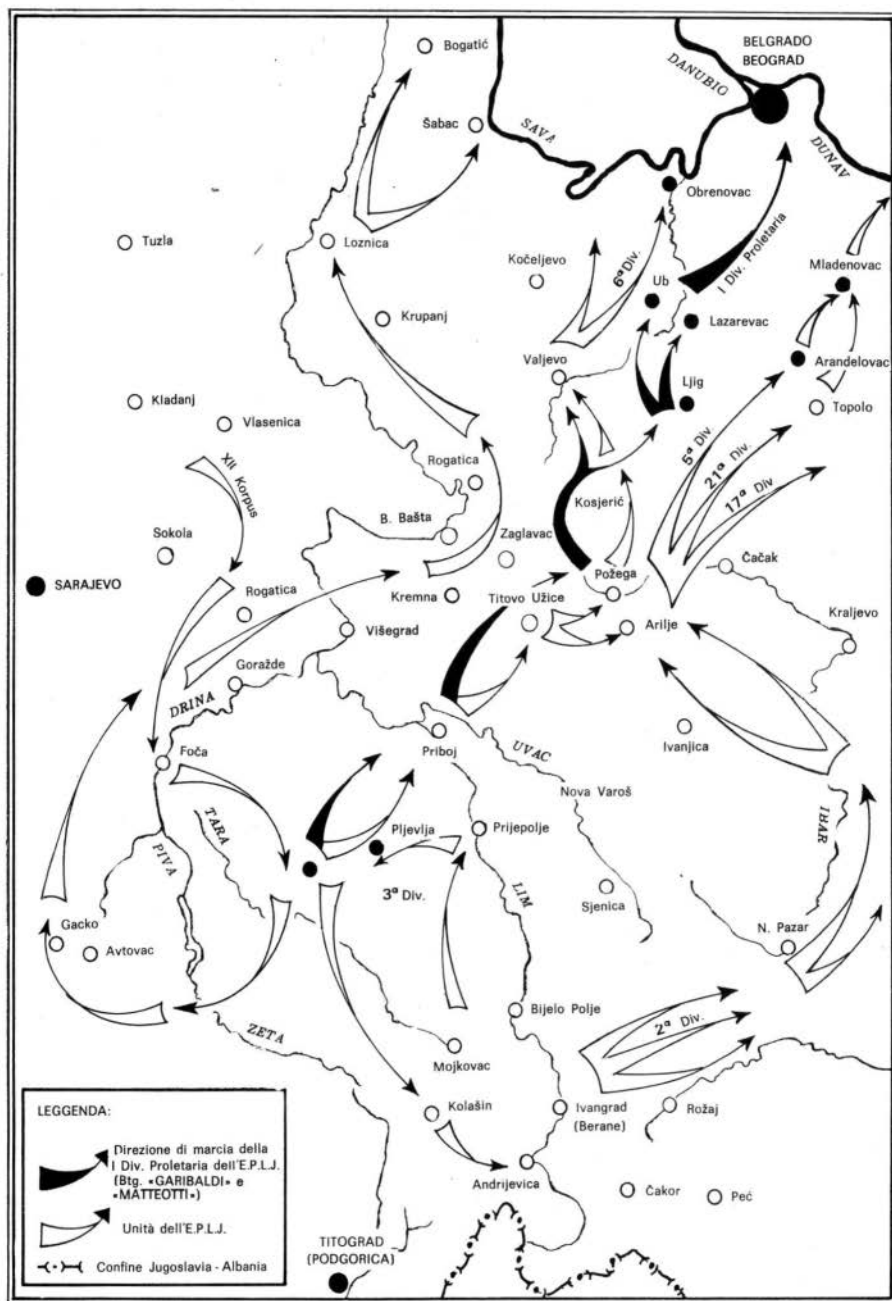 Bogatić
BELGRADO
BEOGRAD
DANUBIO
Šabac
SAVA
DUNAV
Obrenovac
Tuzla
Loznica
Kočeljevo
6ª Div.
I Div. Proletaria
Ub
Mladenovac
Krupanj
Lazarevac
Valjevo
Arandelovac
Kladanj
Ljig
Topolo
Vlasenica
5ª Div.
21ª Div.
17ª Div
XII Korpus
Rogatica
Kosjerić
B. Bašta
Sokola
Zaglavac
Čačak
SARAJEVO
Rogatica
Kremna
Požega
Titovo Užice
Arilje
Kraljevo
Višegrad
Goražde
DRINA
Foča
Priboj
UVAC
Ivanjica
Nova Varoš
TARA
Pljevlja
Prijepolje
IBAR
PIVA
3ª Div.
LIM
Sjenica
Gacko
Avtovac
N. Pazar
ZETA
Bijelo Polje
2ª Div.
Mojkovac
Kolašin
Ivangrad
(Berane)
Rožaj
Andrijevica
Čakor
Peć
TITOGRAD
(PODGORICA)
LEGGENDA:
Direzione di marcia della
I Div. Proletaria dell'E.P.L.J.
(Btg. «GARIBALDI» e
«MATTEOTTI»)
Unità dell'E.P.L.J.
Confine Jugoslavia - Albania